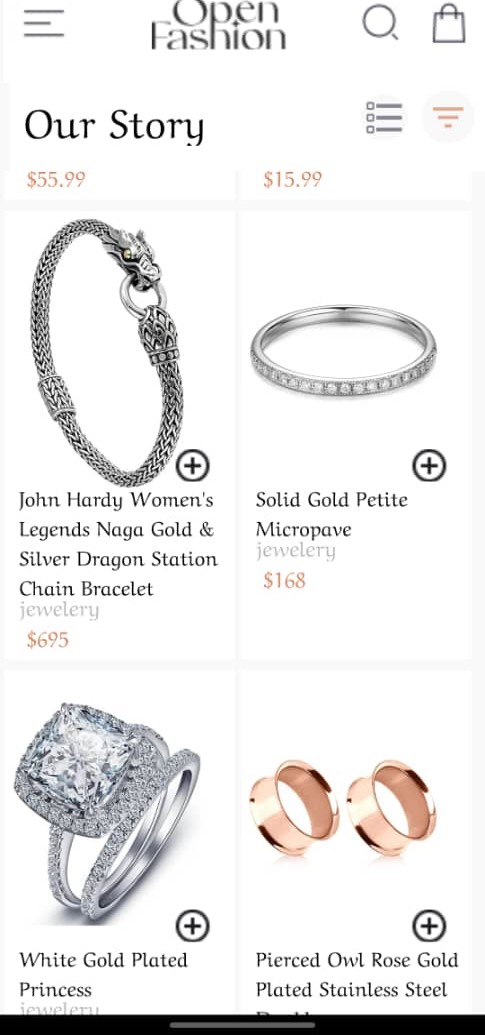 Open
Fashion
Our Story
$55.99
$15.99
John Hardy Women's
Legends Naga Gold &
Silver Dragon Station
Chain Bracelet
jewelery
$695
Solid Gold Petite
Micropave
jewelery
$168
White Gold Plated
Princess
jewelery
Pierced Owl Rose Gold
Plated Stainless Steel